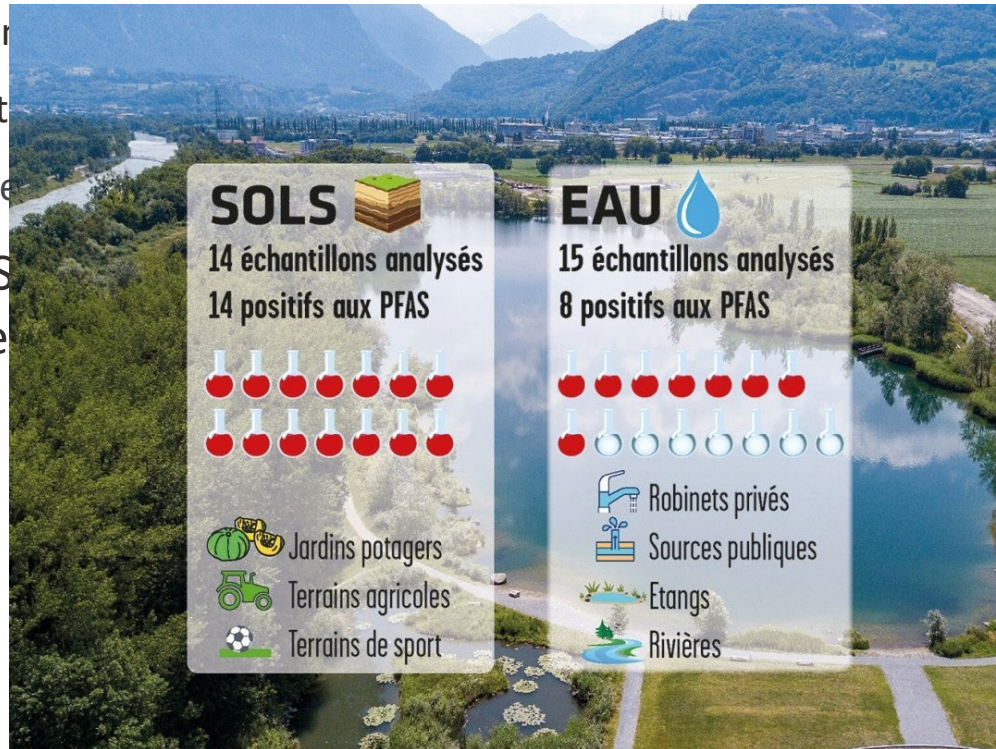 SOLS
14 échantillons analysés
14 positifs aux PFAS
Jardins potagers
Terrains agricoles
Terrains de sport
EAU
15 échantillons analysés
8 positifs aux PFAS
Robinets privés
Sources publiques
Etangs
Rivières